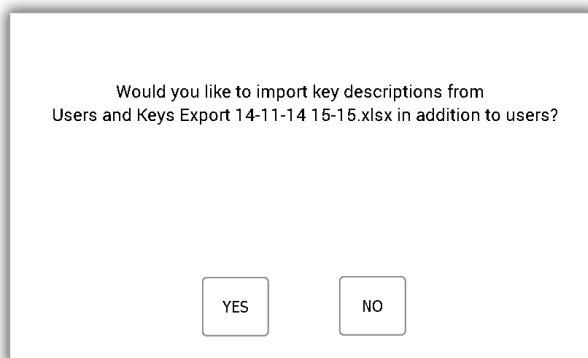 Would you like to import key descriptions from
Users and Keys Export 14-11-14 15-15.xlsx in addition to users?
YES
NO